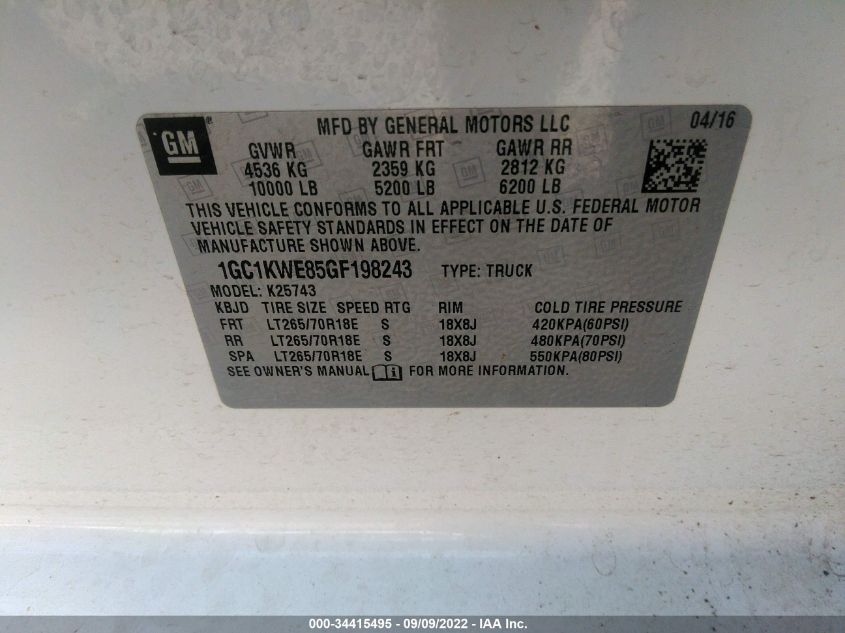 GM
MFD BY GENERAL MOTORS LLC 04/16
GVWR GAWR FRT GAWR RR
4536 KG 2359 KG 2812 KG
10000 LB 5200 LB 6200 LB
THIS VEHICLE CONFORMS TO ALL APPLICABLE U.S. FEDERAL MOTOR
VEHICLE SAFETY STANDARDS IN EFFECT ON THE DATE OF
MANUFACTURE SHOWN ABOVE.
1GC1KWE85GF198243 TYPE: TRUCK
MODEL: K25743
KBJD TIRE SIZE SPEED RTG RIM COLD TIRE PRESSURE
FRT LT265/70R18E S 18X8J 420KPA(60PSI)
RR LT265/70R18E S 18X8J 480KPA(70PSI)
SPA LT265/70R18E S 18X8J 550KPA(80PSI)
SEE OWNER'S MANUAL FOR MORE INFORMATION.
000-34415495 - 09/09/2022 - IAA Inc.